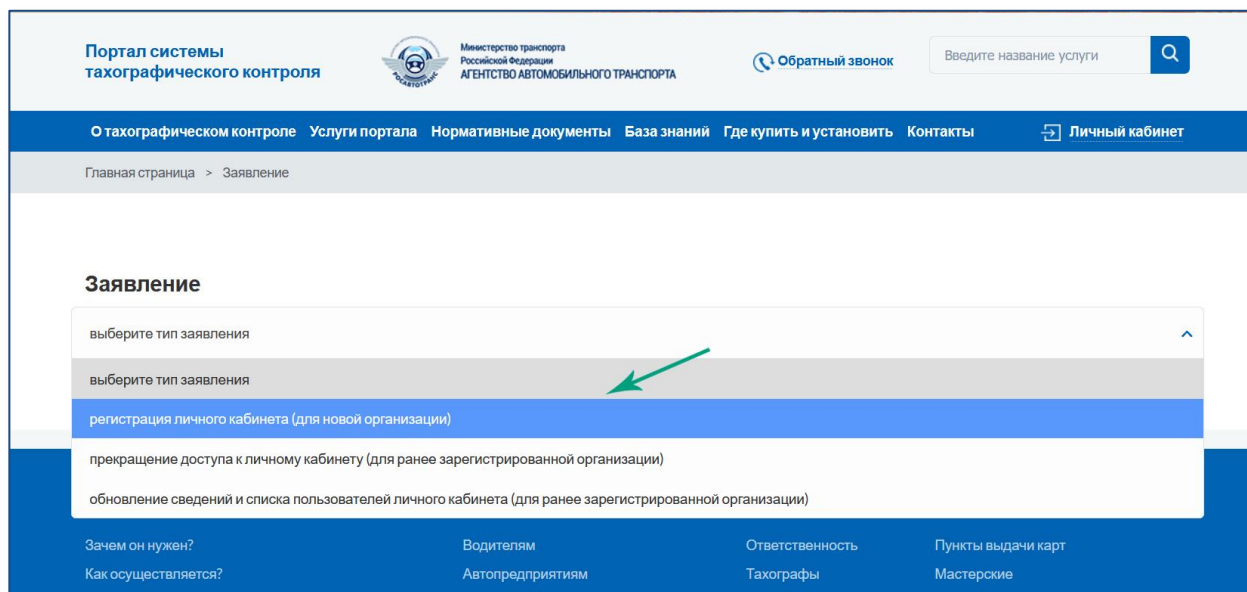 Портал системы
тахографического контроля
РОСАВТОТРАНС
Министерство транспорта
Российской Федерации
АГЕНТСТВО АВТОМОБИЛЬНОГО ТРАНСПОРТА
Обратный звонок
Введите название услуги
О тахографическом контроле Услуги портала Нормативные документы База знаний Где купить и установить Контакты Личный кабинет
Главная страница > Заявление
Заявление
выберите тип заявления
выберите тип заявления
регистрация личного кабинета (для новой организации)
прекращение доступа к личному кабинету (для ранее зарегистрированной организации)
обновление сведений и списка пользователей личного кабинета (для ранее зарегистрированной организации)
Зачем он нужен? Водителям Ответственность Пункты выдачи карт
Как осуществляется? Автопредприятиям Тахографы Мастерские